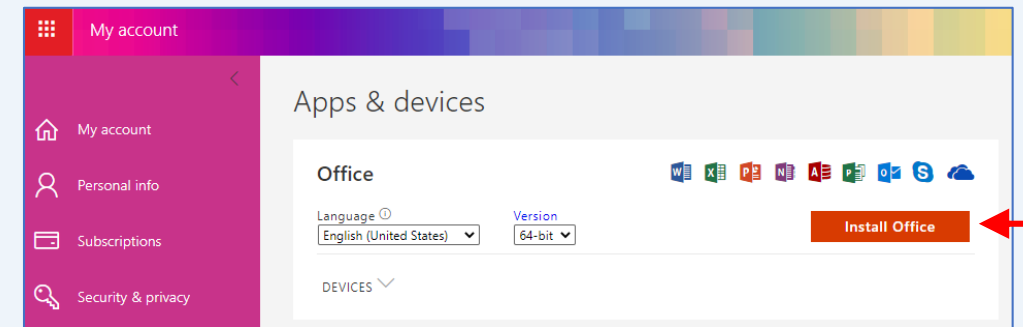 My account
Apps & devices
My account
Office
Personal info
Language
Version
English (United States)
64-bit
Install Office
Subscriptions
DEVICES
Security & privacy